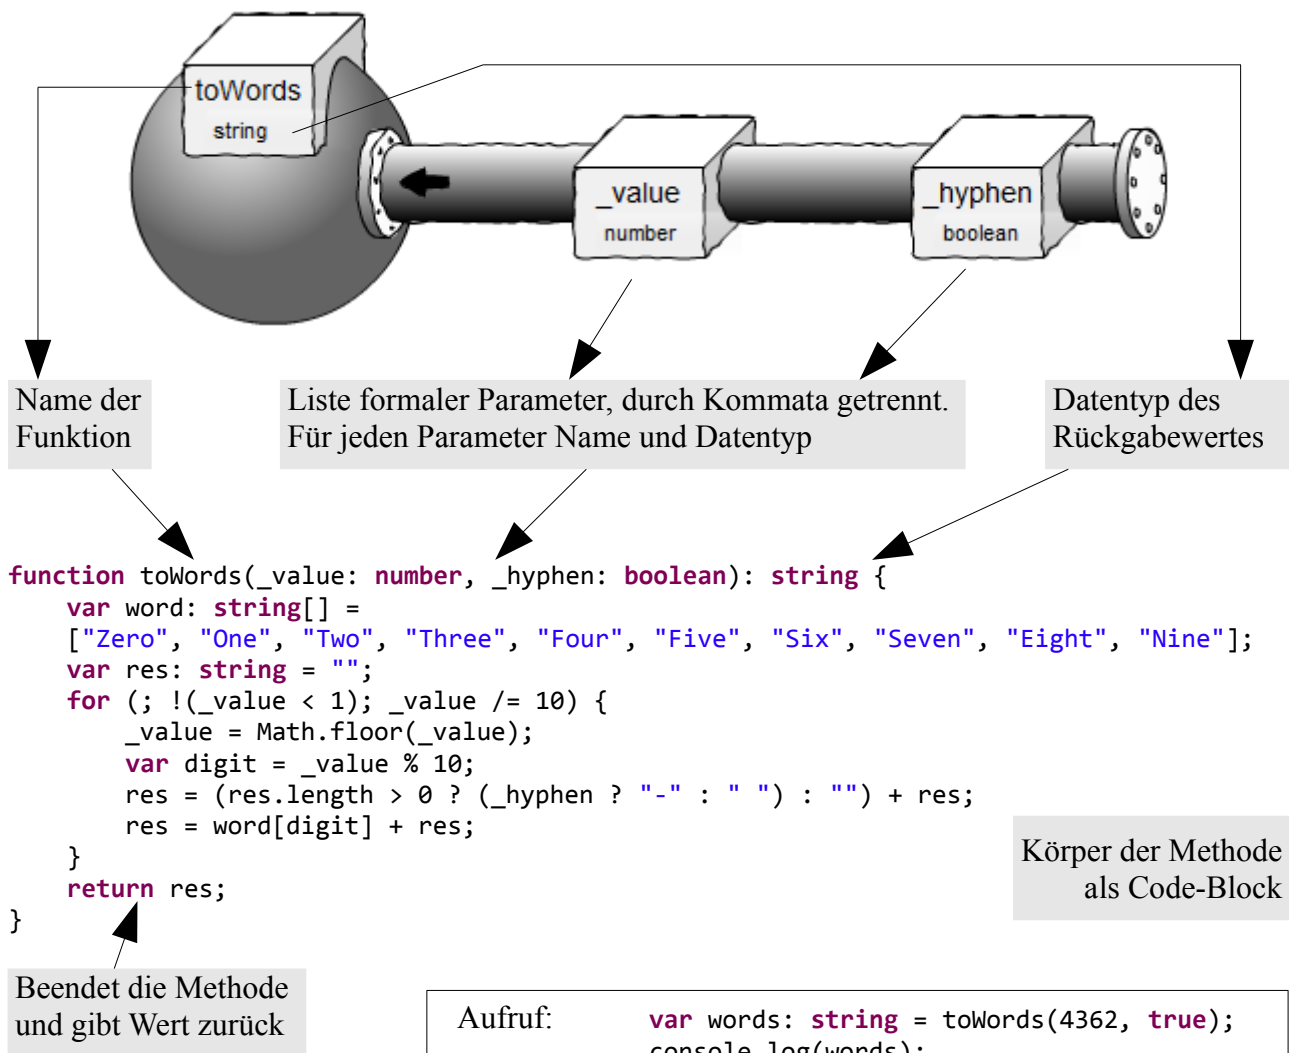 toWords
string
_value
number
_hyphen
boolean
Name der
Funktion
Liste formaler Parameter, durch Kommata getrennt.
Für jeden Parameter Name und Datentyp
Datentyp des
Rückgabewertes
function toWords(_value: number, _hyphen: boolean): string {
    var word: string[] =
    ["Zero", "One", "Two", "Three", "Four", "Five", "Six", "Seven", "Eight", "Nine"];
    var res: string = "";
    for (; !(_value < 1); _value /= 10) {
        _value = Math.floor(_value);
        var digit = _value % 10;
        res = (res.length > 0 ? (_hyphen ? "-" : " ") : "") + res;
        res = word[digit] + res;
    }
    return res;
}
Körper der Methode
als Code-Block
Beendet die Methode
und gibt Wert zurück
Aufruf: var words: string = toWords(4362, true);
console.log(words);